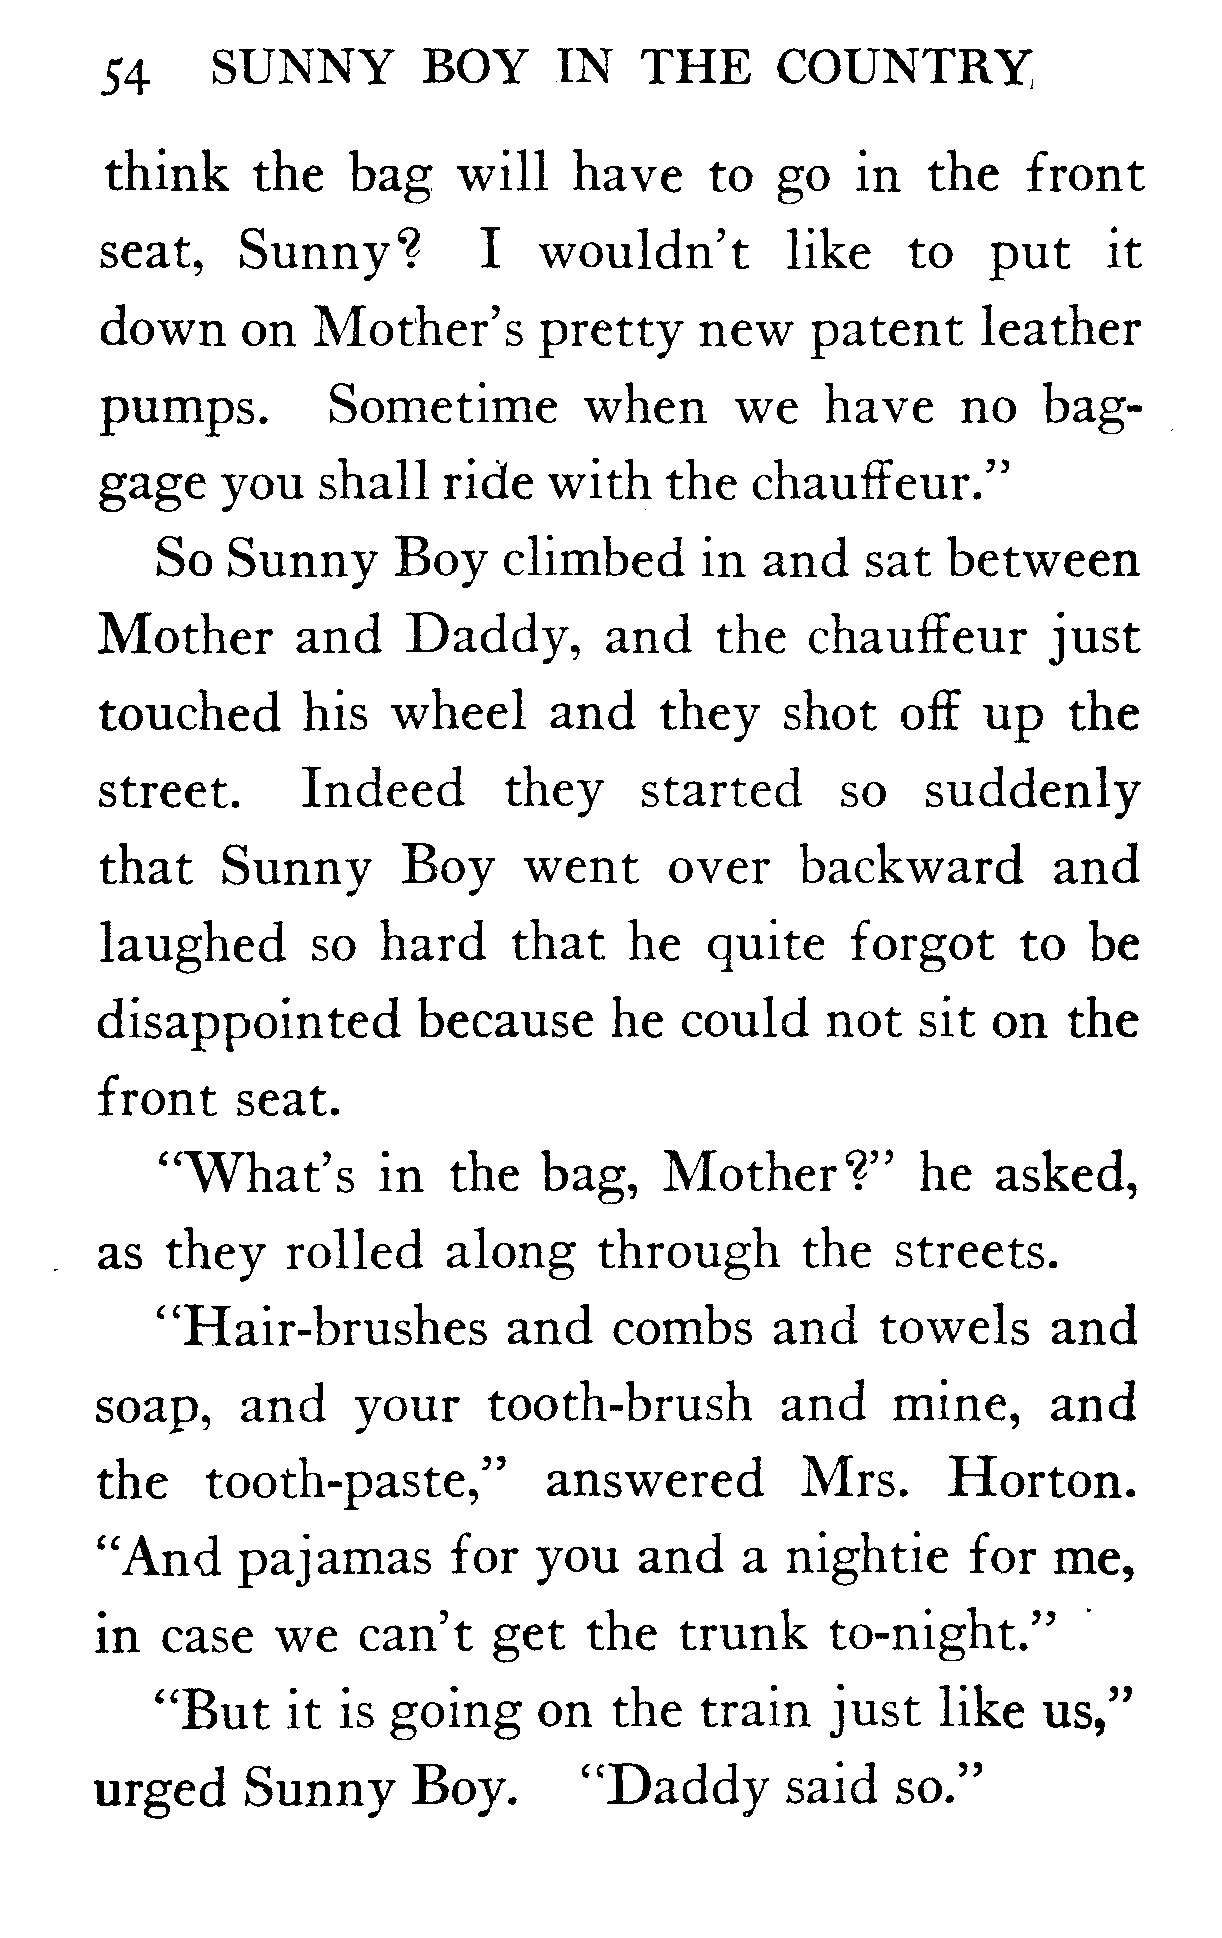 54 SUNNY BOY IN THE COUNTRY
think the bag will have to go in the front
seat, Sunny? I wouldn't like to put it
down on Mother's pretty new patent leather
pumps. Sometime when we have no bag-
gage you shall ride with the chauffeur."
So Sunny Boy climbed in and sat between
Mother and Daddy, and the chauffeur just
touched his wheel and they shot off up the
street. Indeed they started so suddenly
that Sunny Boy went over backward and
laughed so hard that he quite forgot to be
disappointed because he could not sit on the
front seat.
"What's in the bag, Mother?" he asked,
as they rolled along through the streets.
"Hair-brushes and combs and towels and
soap, and your tooth-brush and mine, and
the tooth-paste," answered Mrs. Horton.
"And pajamas for you and a nightie for me,
in case we can't get the trunk to-night."
"But it is going on the train just like us,"
urged Sunny Boy. "Daddy said so."